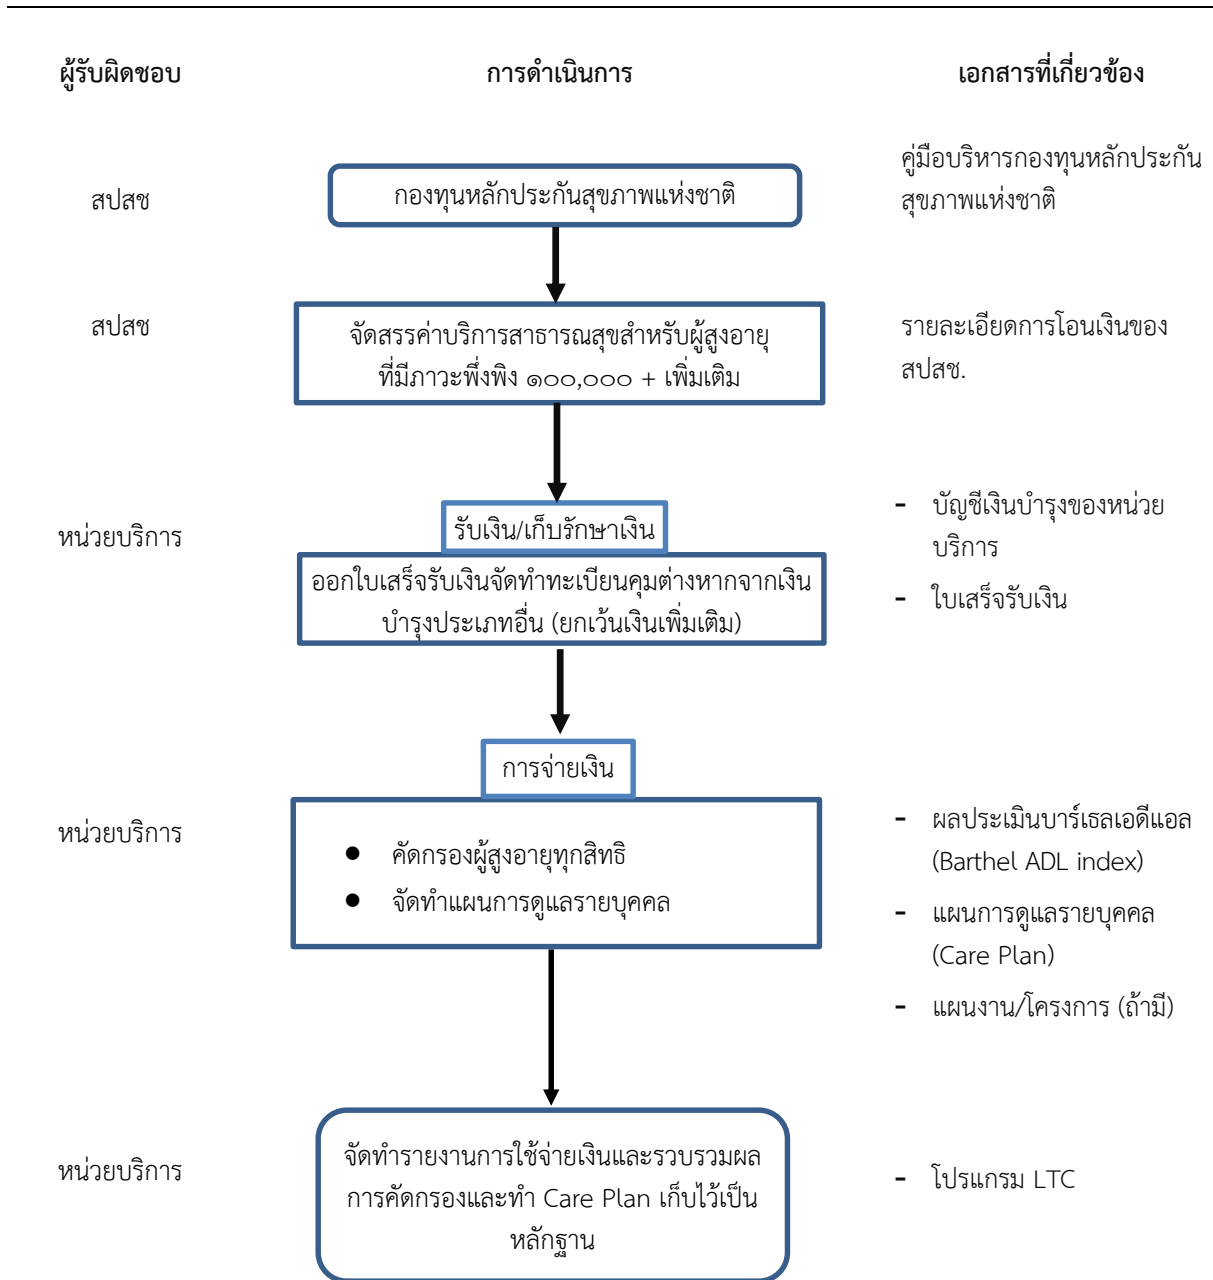 ผู้รับผิดชอบ
การดำเนินการ
เอกสารที่เกี่ยวข้อง
สปสช
กองทุนหลักประกันสุขภาพแห่งชาติ
คู่มือบริหารกองทุนหลักประกัน
สุขภาพแห่งชาติ
สปสช
จัดสรรค่าบริการสาธารณสุขสำหรับผู้สูงอายุ
ที่มีภาวะพึ่งพิง ๑๐๐,๐๐๐ + เพิ่มเติม
รายละเอียดการโอนเงินของ
สปสช.
หน่วยบริการ
รับเงิน/เก็บรักษาเงิน
ออกใบเสร็จรับเงินจัดทำทะเบียนคุมต่างหากจากเงิน
บำรุงประเภทอื่น (ยกเว้นเงินเพิ่มเติม)
- บัญชีเงินบำรุงของหน่วย
บริการ
- ใบเสร็จรับเงิน
การจ่ายเงิน
หน่วยบริการ
● คัดกรองผู้สูงอายุทุกสิทธิ
● จัดทำแผนการดูแลรายบุคคล
- ผลประเมินบาร์เธลเอดีแอล
(Barthel ADL index)
- แผนการดูแลรายบุคคล
(Care Plan)
- แผนงาน/โครงการ (ถ้ามี)
หน่วยบริการ
จัดทำรายงานการใช้จ่ายเงินและรวบรวมผล
การคัดกรองและทำ Care Plan เก็บไว้เป็น
หลักฐาน
- โปรแกรม LTC